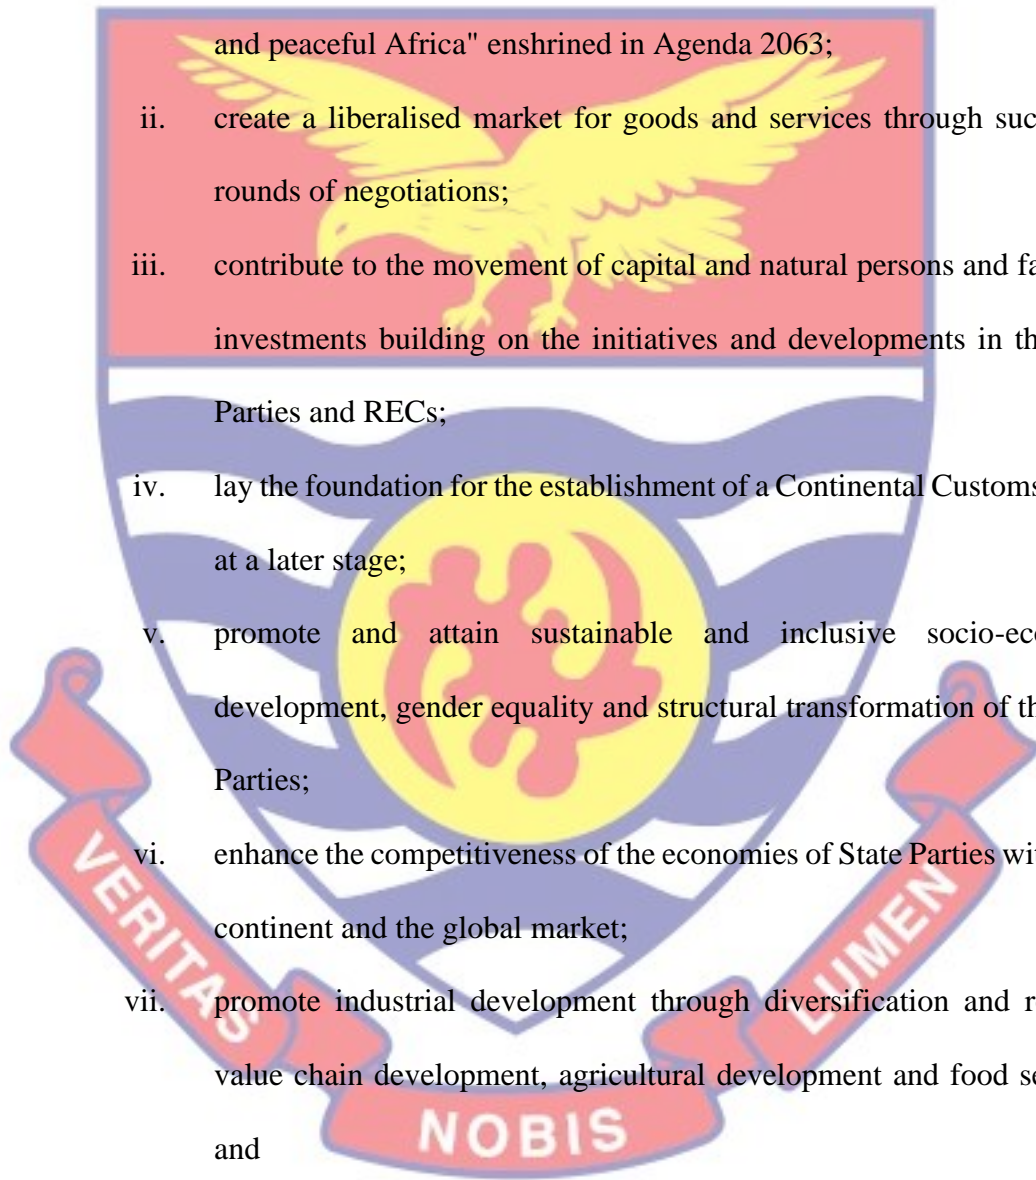 and peaceful Africa" enshrined in Agenda 2063;
ii. create a liberalised market for goods and services through suc
rounds of negotiations;
iii. contribute to the movement of capital and natural persons and fa
investments building on the initiatives and developments in th
Parties and RECs;
iv. lay the foundation for the establishment of a Continental Customs
at a later stage;
v. promote and attain sustainable and inclusive socio-eco
development, gender equality and structural transformation of th
Parties;
vi. enhance the competitiveness of the economies of State Parties wi
continent and the global market;
vii. promote industrial development through diversification and r
value chain development, agricultural development and food se
and
VERITAS
NOBIS
LUMEN